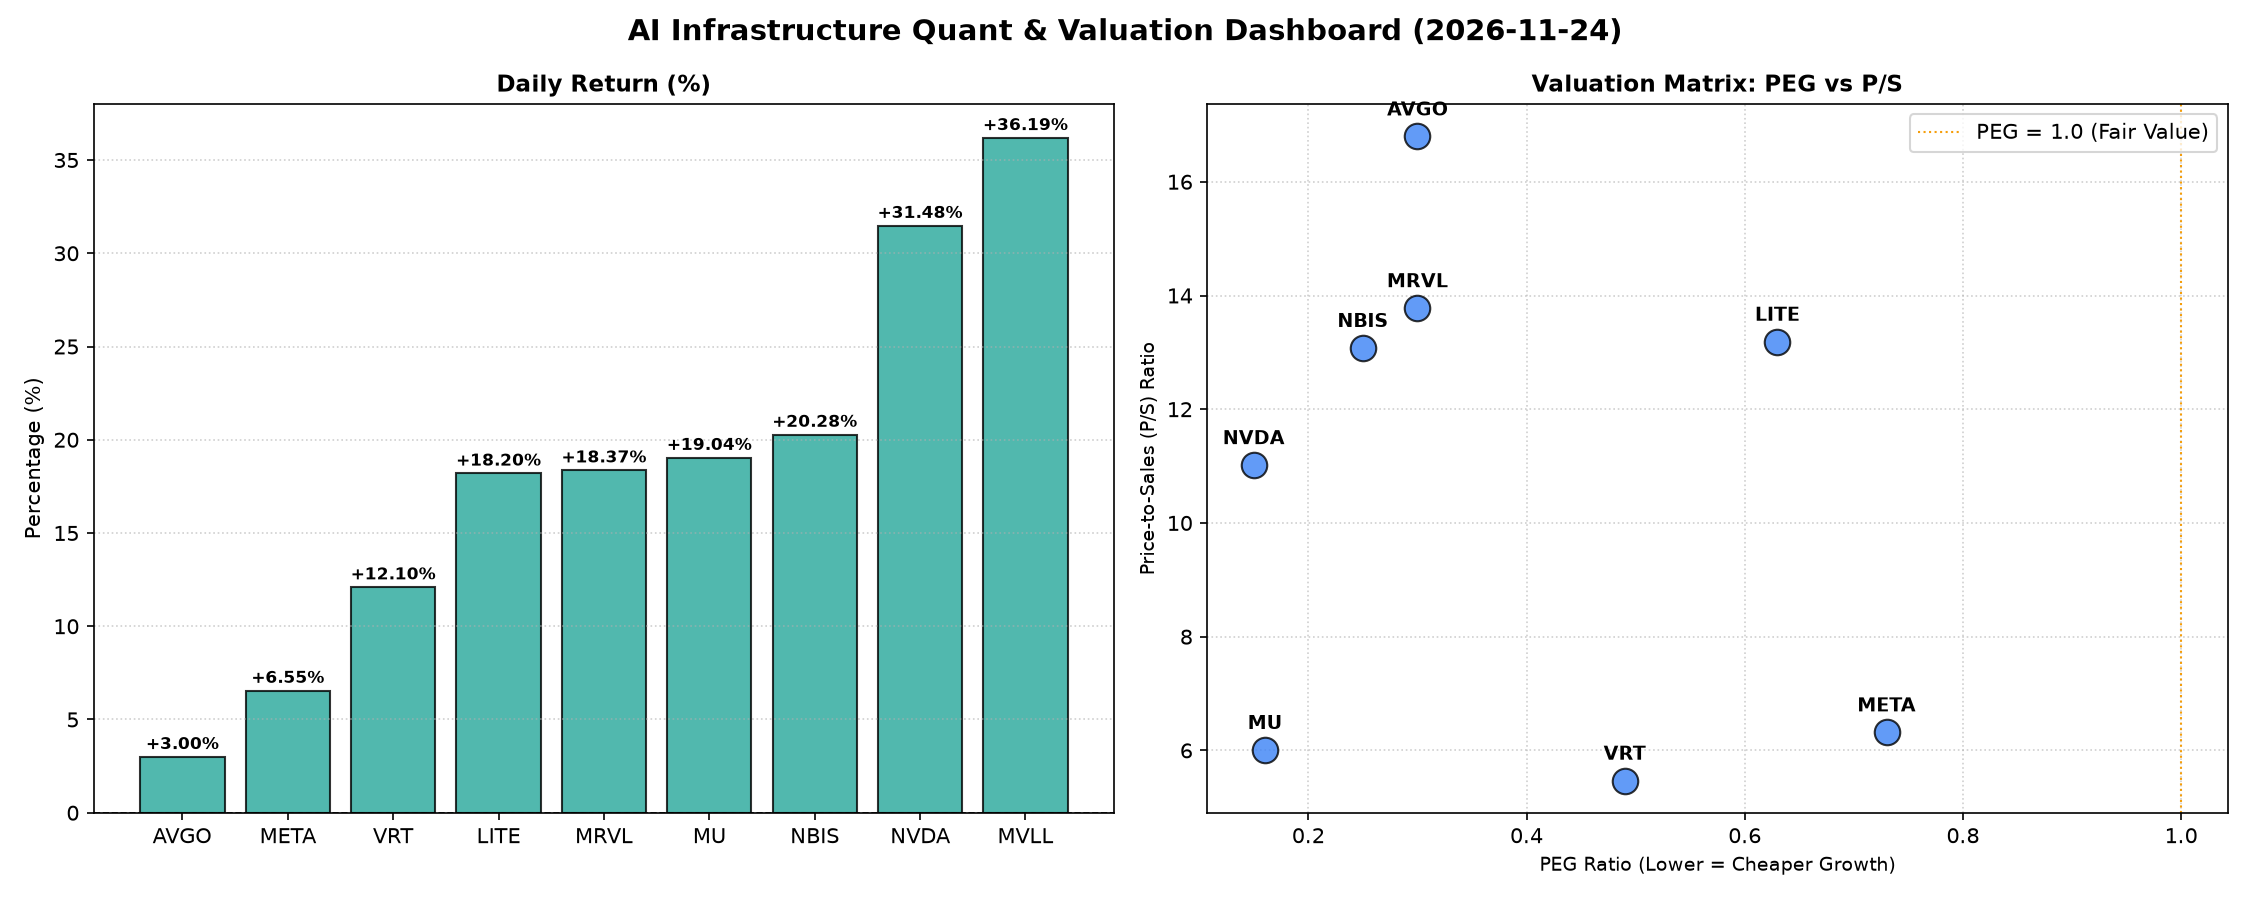 AI Infrastructure Quant & Valuation Dashboard (2026-11-24)
Daily Return (%)
Percentage (%)
35
30
25
20
15
10
5
0
+3.00%
+6.55%
+12.10%
+18.20%
+18.37%
+19.04%
+20.28%
+31.48%
+36.19%
AVGO
META
VRT
LITE
MRVL
MU
NBIS
NVDA
MVLL
Valuation Matrix: PEG vs P/S
PEG = 1.0 (Fair Value)
Price-to-Sales (P/S) Ratio
16
14
12
10
8
6
AVGO
MRVL
NBIS
LITE
NVDA
META
MU
VRT
0.2
0.4
0.6
0.8
1.0
PEG Ratio (Lower = Cheaper Growth)